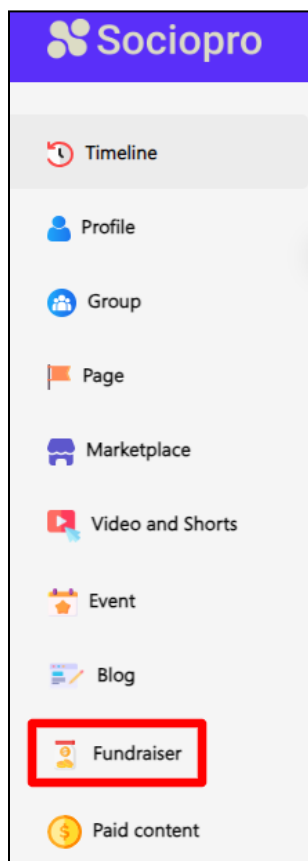 Sociopro
Timeline
Profile
Group
Page
Marketplace
Video and Shorts
Event
Blog
Fundraiser
Paid content